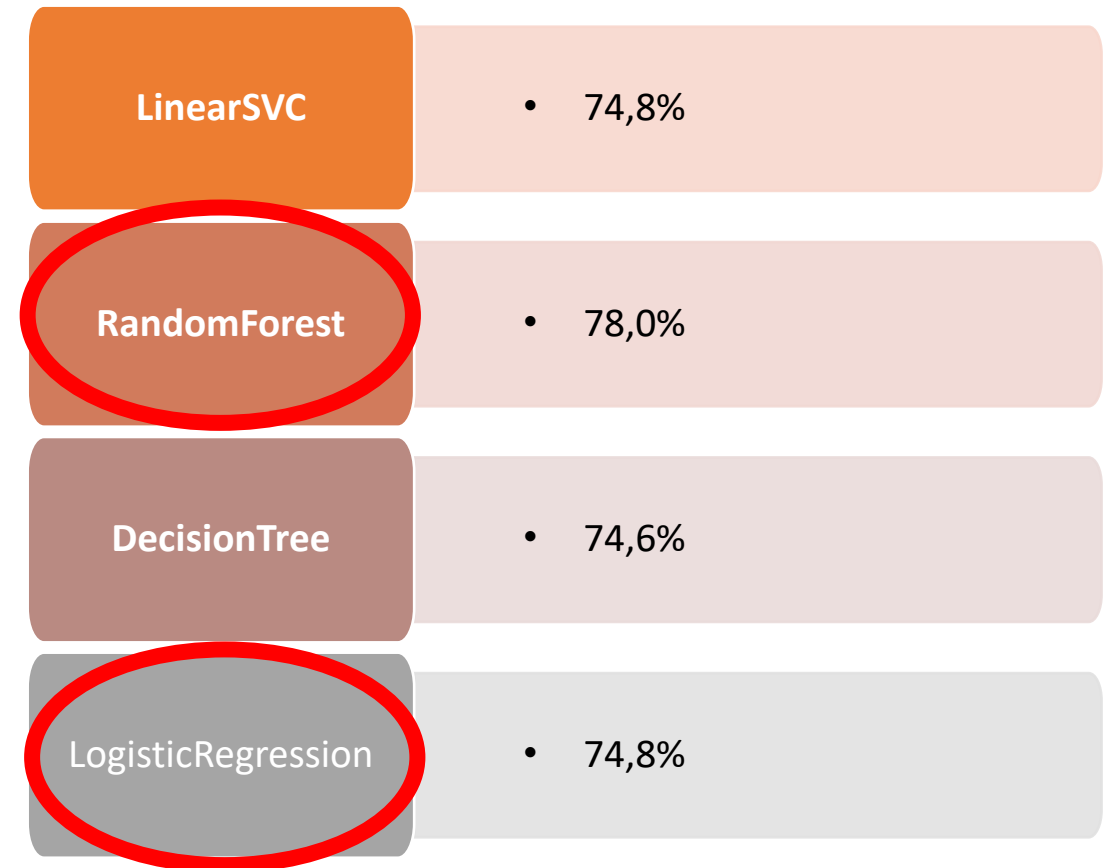 LinearSVC
• 74,8%
RandomForest
• 78,0%
DecisionTree
• 74,6%
LogisticRegression
• 74,8%